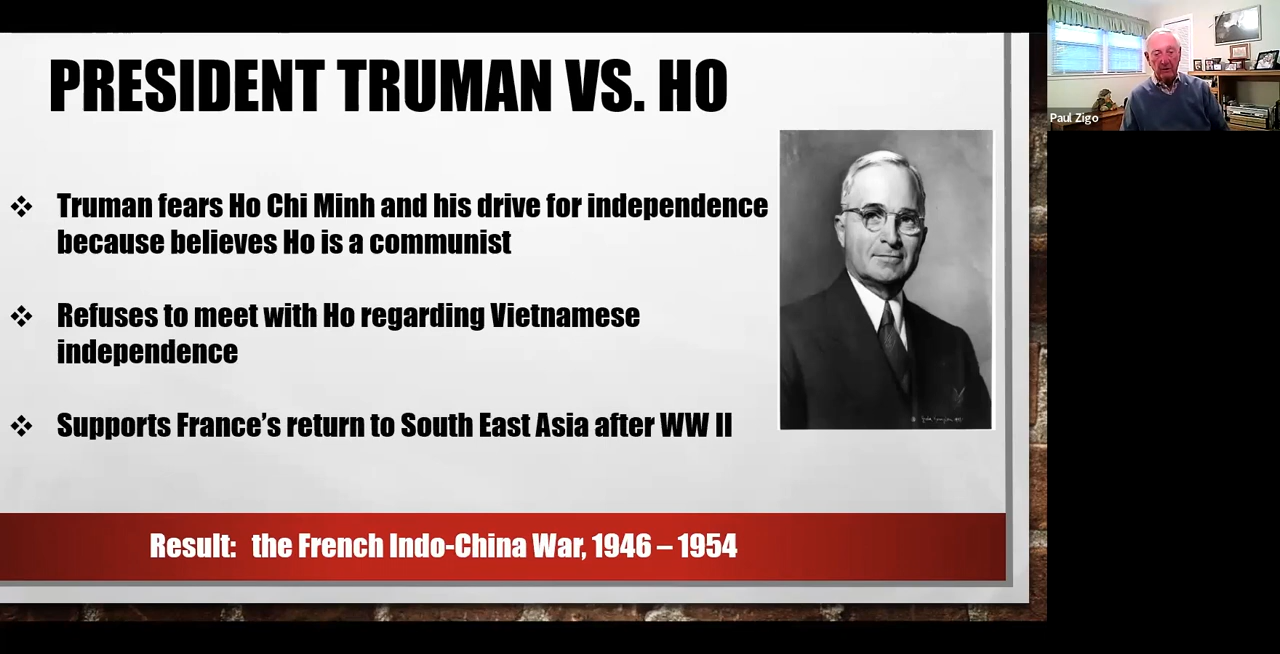 PRESIDENT TRUMAN VS. HO
Truman fears Ho Chi Minh and his drive for independence
because believes Ho is a communist
Refuses to meet with Ho regarding Vietnamese
independence
Supports France’s return to South East Asia after WW II
Result: the French Indo-China War, 1946 – 1954
Paul Zigo